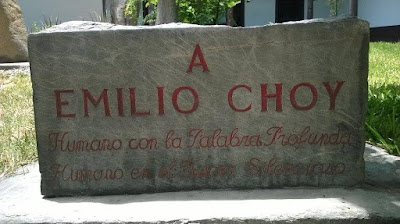 A
EMILIO CHOY
Humano con la Palabra Profunda
Humano en el